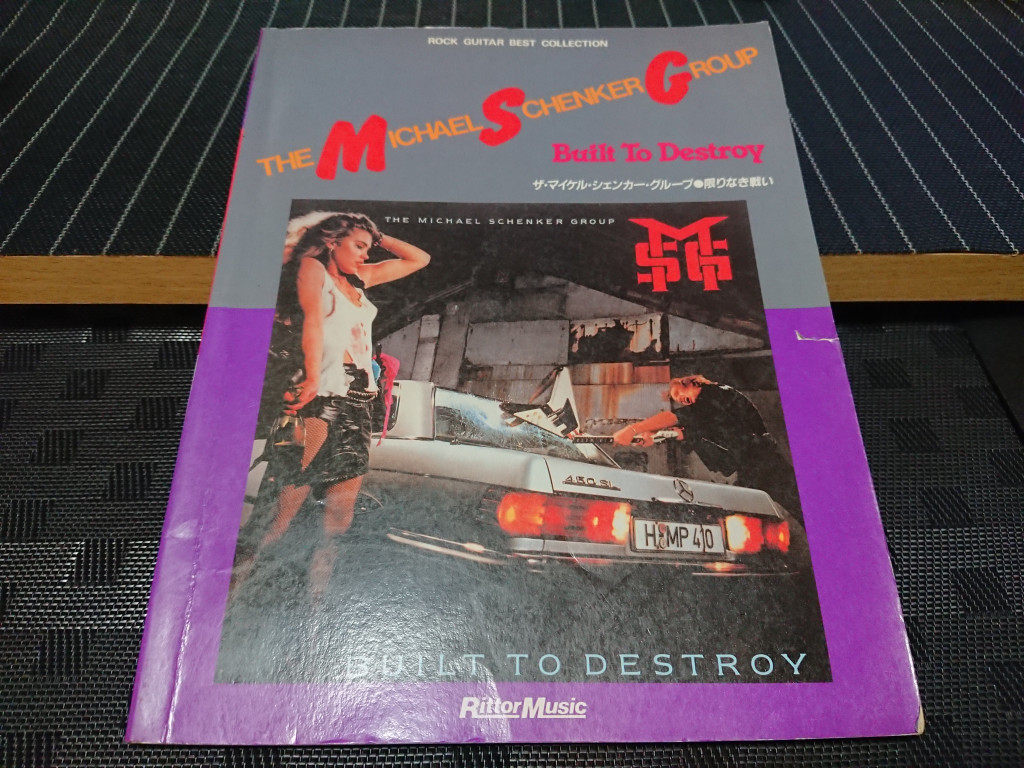 ROCK GUITAR BEST COLLECTION
THE MICHAEL SCHENKER GROUP
Built To Destroy
ザ・マイケル・シェンカー・グループ●限りなき戦い
THE MICHAEL SCHENKER GROUP
MSG
450 SL
H MP 40
BUILT TO DESTROY
RittorMusic